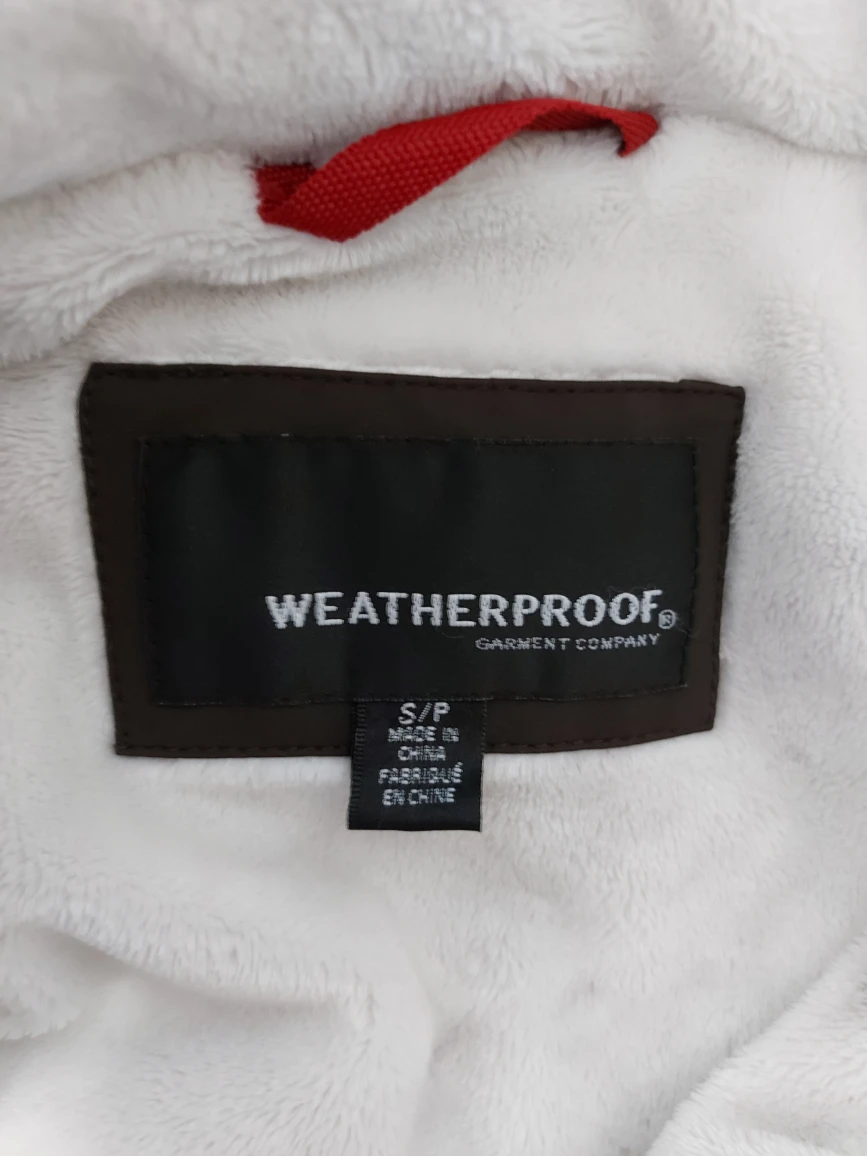 WEATHERPROOF®
GARMENT COMPANY
S/P
MADE IN
CHINA
FABRIQUÉ
EN CHINE